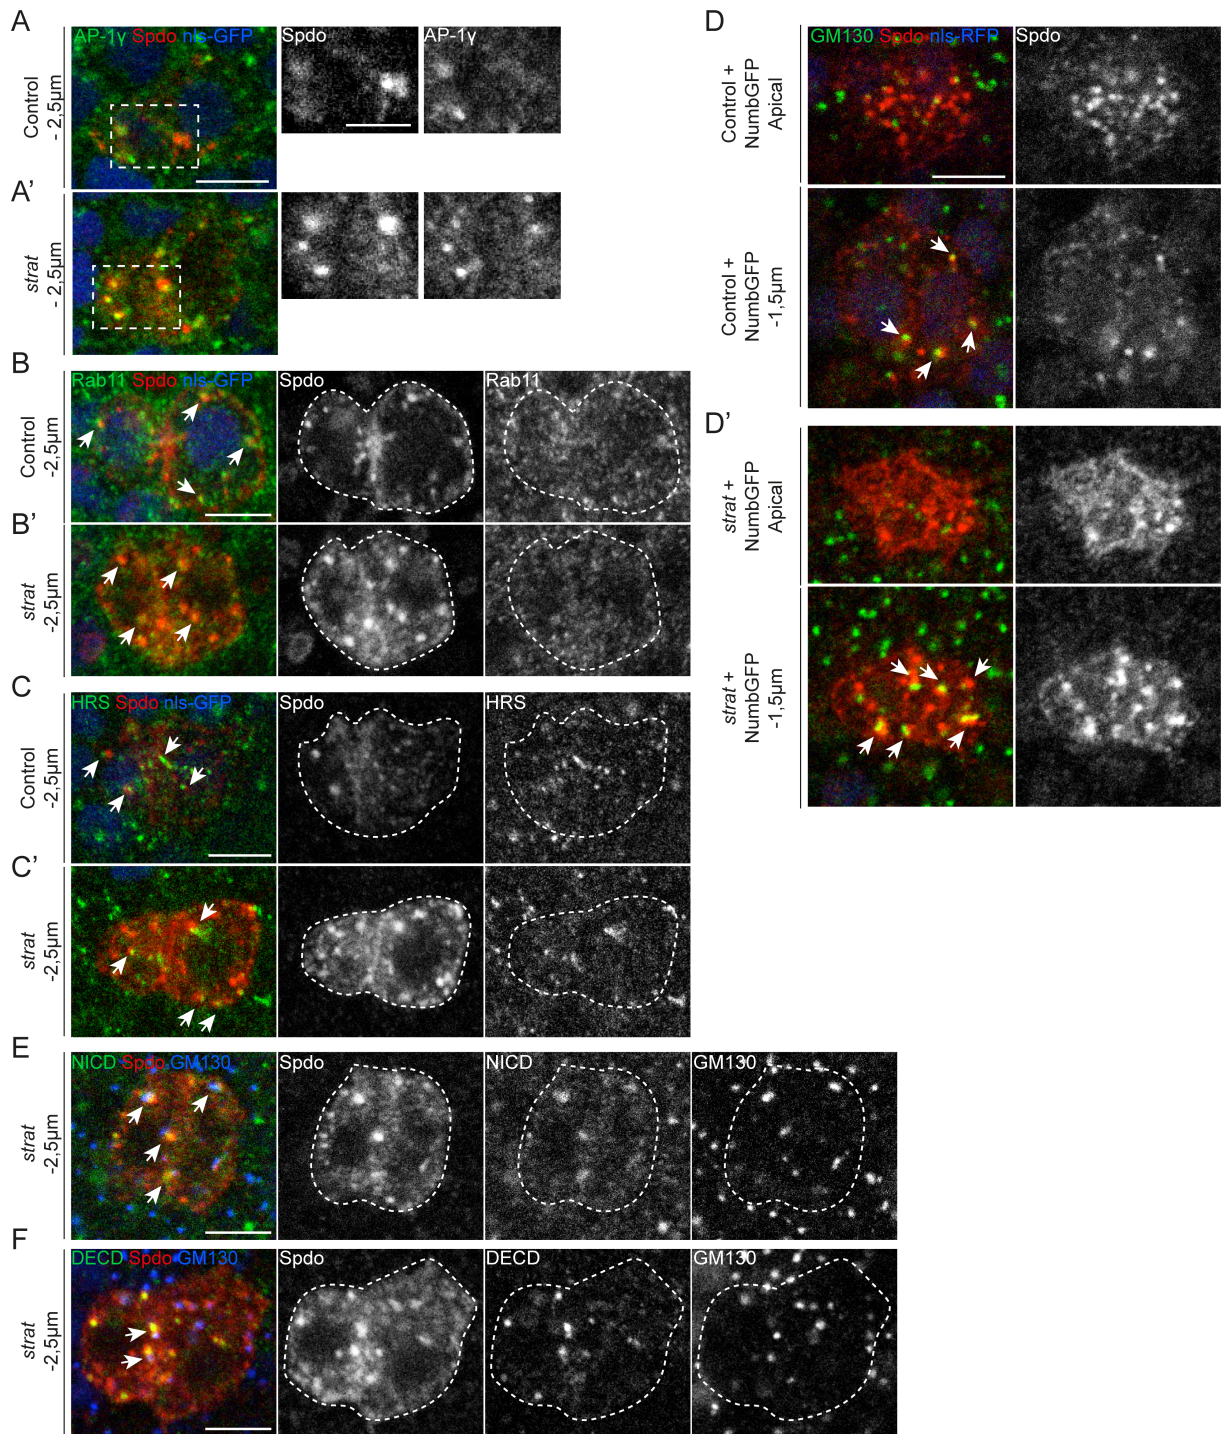 A
Control
- 2,5µm
AP-1γ Spdo nls-GFP
Spdo
AP-1γ
A'
strat
- 2,5µm
B
Control
-2,5µm
Rab11 Spdo nls-GFP
Spdo
Rab11
B'
strat
-2,5µm
C
Control
-2,5µm
HRS Spdo nls-GFP
Spdo
HRS
C'
strat
-2,5µm
D
Control +
NumbGFP
Apical
GM130 Spdo nls-RFP
Spdo
Control +
NumbGFP
-1,5µm
D'
strat +
NumbGFP
Apical
strat +
NumbGFP
-1,5µm
E
strat
-2,5µm
NICD Spdo GM130
Spdo
NICD
GM130
F
strat
-2,5µm
DECD Spdo GM130
Spdo
DECD
GM130